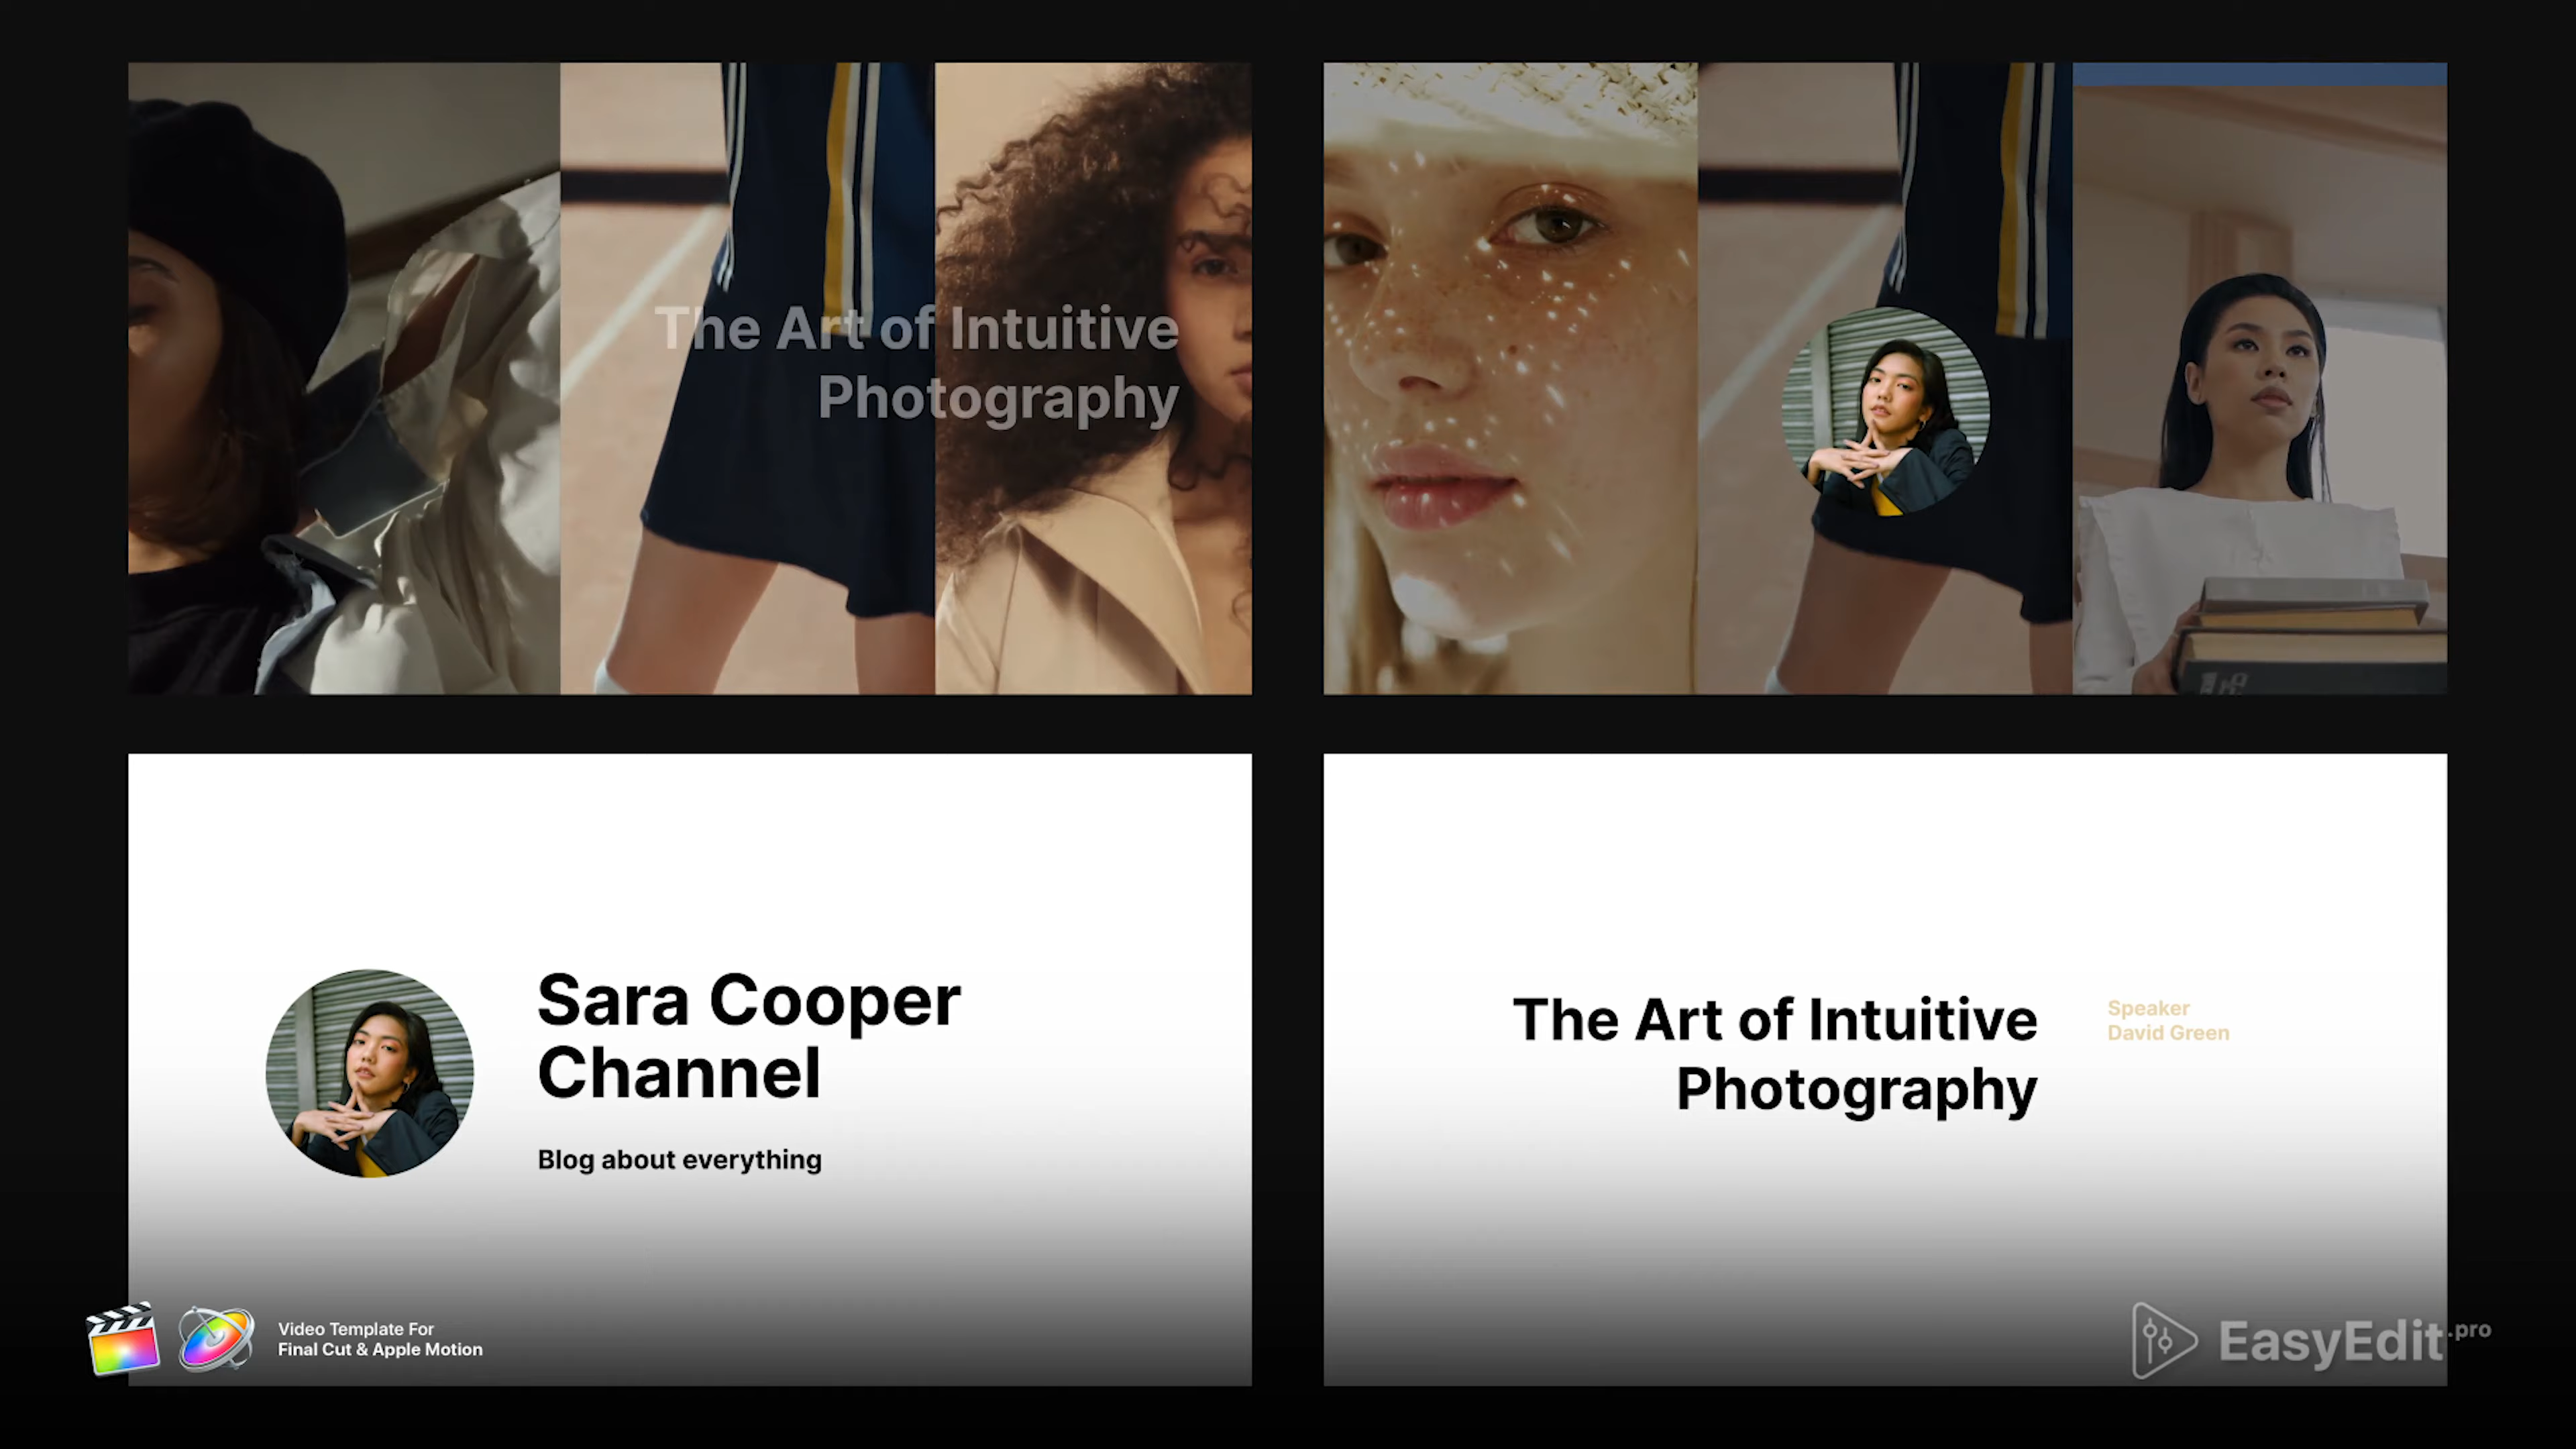 The Art of Intuitive
Photography
Sara Cooper
Channel
Blog about everything
The Art of Intuitive
Photography
Speaker
David Green
Video Template For
Final Cut & Apple Motion
EasyEdit.pro